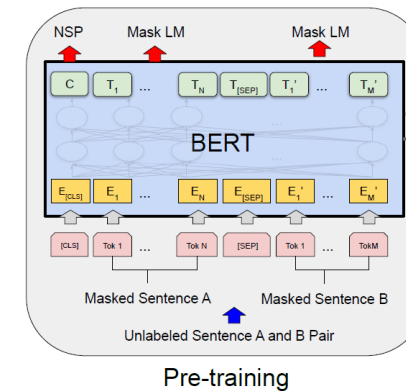 NSP Mask LM Mask LM
C T1 ... TN T[SEP] T1' ... TM'
BERT
E[CLS] E1 ... EN E[SEP] E1' ... EM'
[CLS] Tok 1 ... Tok N [SEP] Tok 1 ... TokM
Masked Sentence A Masked Sentence B
Unlabeled Sentence A and B Pair
Pre-training